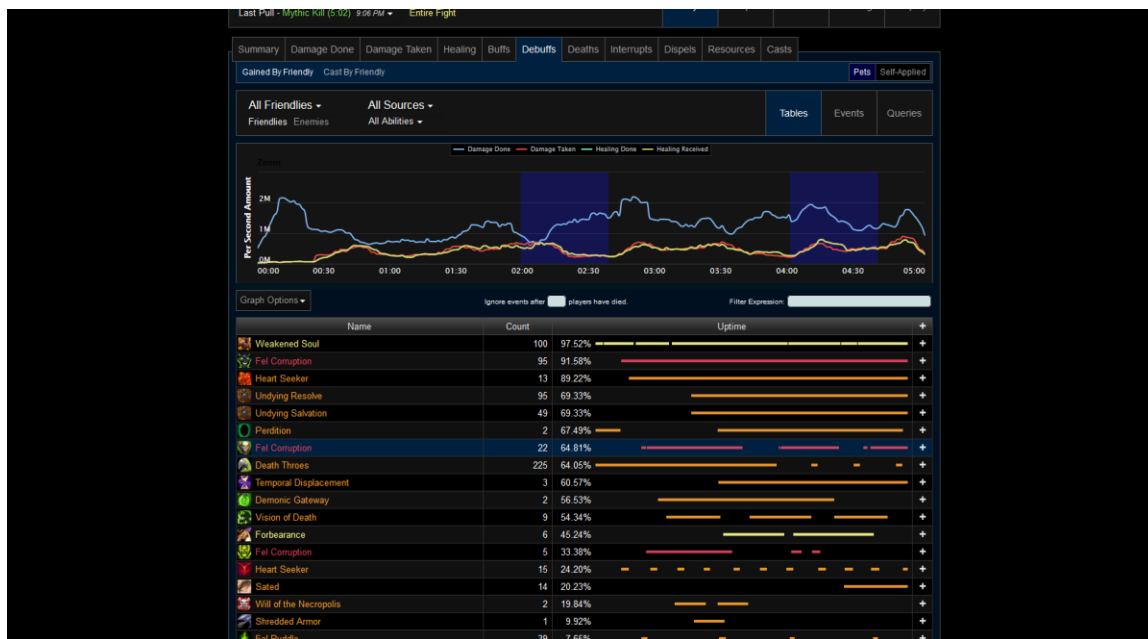 Last Pull - Mythic Kill (5:02) 9:06 PM Entire Fight
Summary Damage Done Damage Taken Healing Buffs Debuffs Deaths Interrupts Dispels Resources Casts
Gained By Friendly Cast By Friendly Pets Self-Applied
All Friendlies All Sources
Friendlies Enemies All Abilities
Tables Events Queries
Damage Done Damage Taken Healing Done Healing Received
Zoom
Per Second Amount
2M
1M
0M
00:00 00:30 01:00 01:30 02:00 02:30 03:00 03:30 04:00 04:30 05:00
Graph Options Ignore events after players have died. Filter Expression:
Name Count Uptime +
Weakened Soul 100 97.52% +
Fel Corruption 95 91.58% +
Heart Seeker 13 89.22% +
Undying Resolve 95 69.33% +
Undying Salvation 49 69.33% +
Perdition 2 67.49% +
Fel Corruption 22 64.81% +
Death Throes 225 64.05% +
Temporal Displacement 3 60.57% +
Demonic Gateway 2 56.53% +
Vision of Death 9 54.34% +
Forbearance 6 45.24% +
Fel Corruption 5 33.38% +
Heart Seeker 15 24.20% +
Sated 14 20.23% +
Will of the Necropolis 2 19.84% +
Shredded Armor 1 9.92% +
Fel Puddle 39 7.66% +